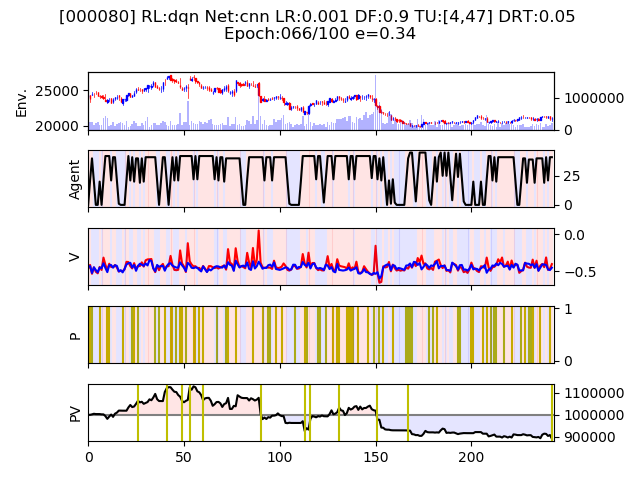 [000080] RL:dqn Net:cnn LR:0.001 DF:0.9 TU:[4,47] DRT:0.05
Epoch:066/100 e=0.34
Env.
25000
20000
1000000
0
Agent
25
0
V
0.0
−0.5
P
1
0
PV
1100000
1000000
900000
0
50
100
150
200